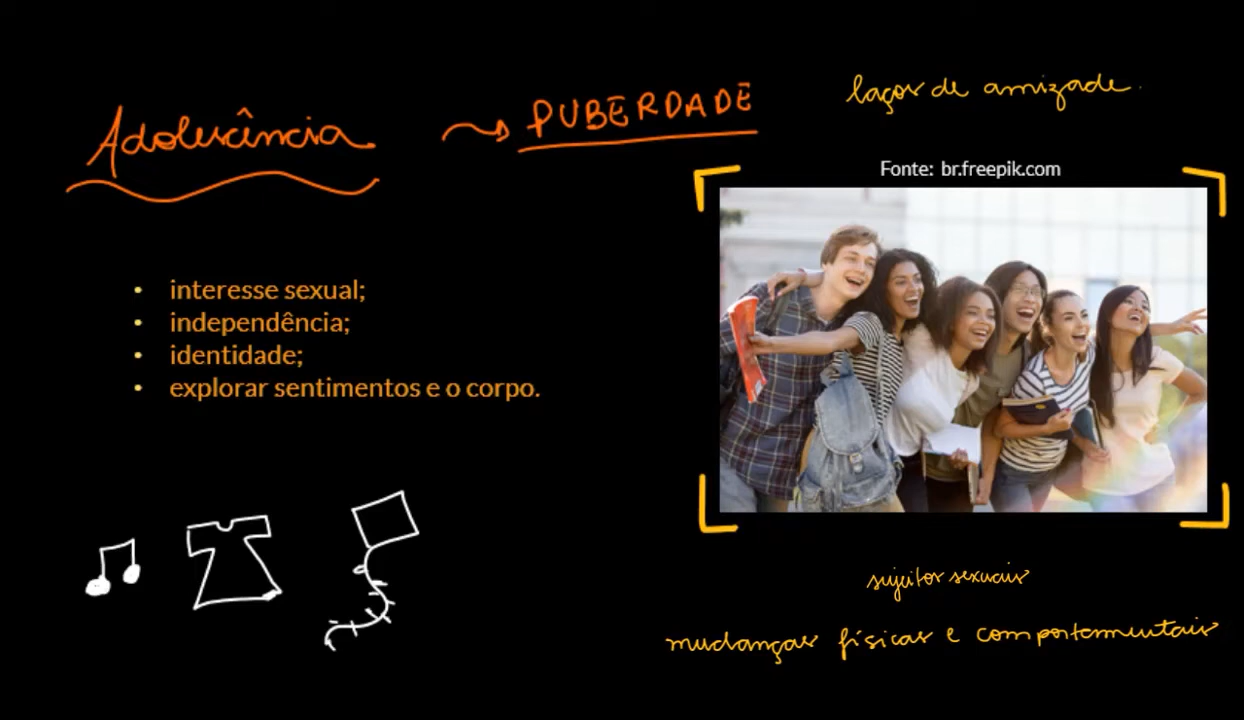 Adolescência
PUBERDADE
laços de amizade.
Fonte: br.freepik.com
• interesse sexual;
• independência;
• identidade;
• explorar sentimentos e o corpo.
sujeitos sexuais
mudanças físicas e comportamentais